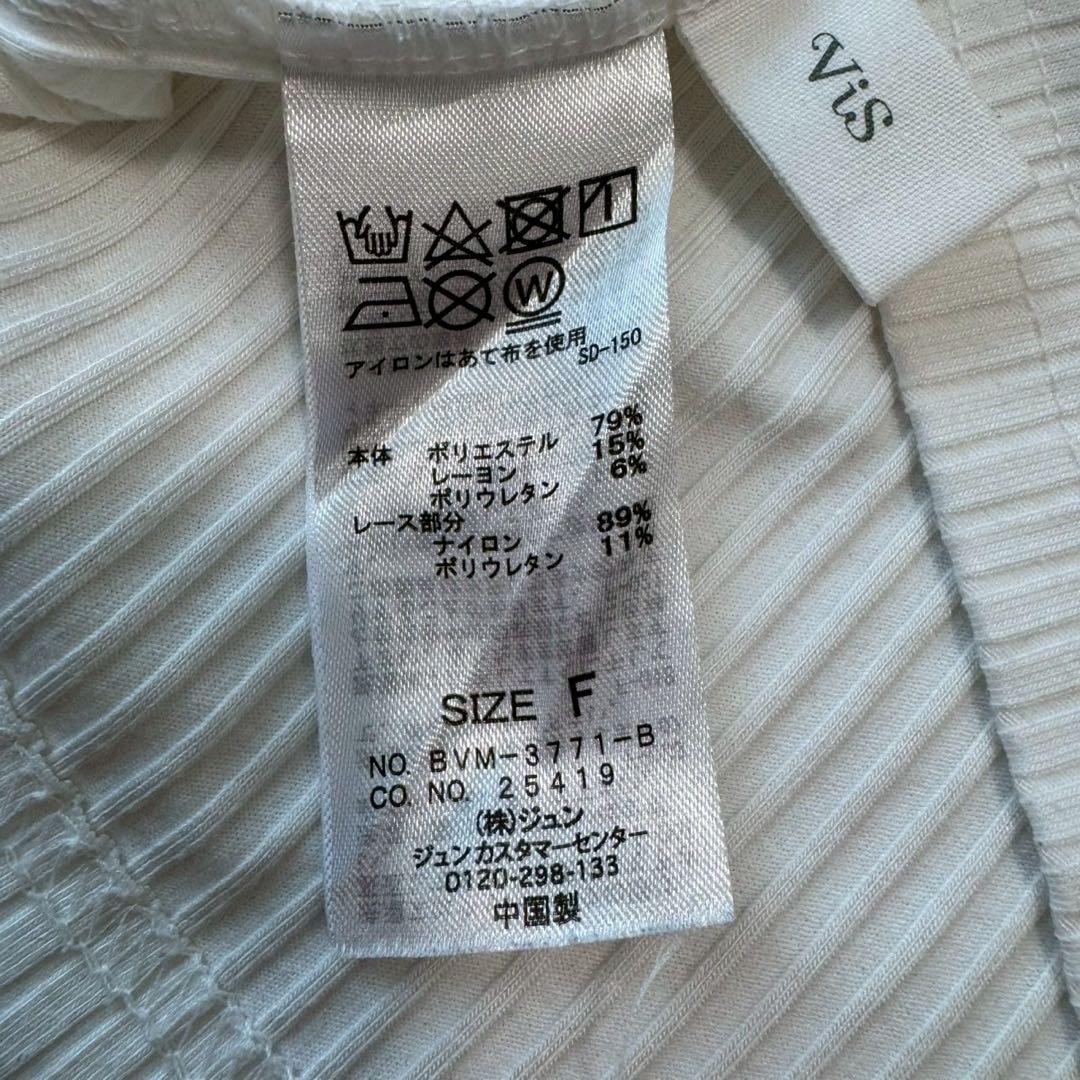 ViS
W
アイロンはあて布を使用
SD-150
本体 ポリエステル 79%
レーヨン 15%
ポリウレタン 6%
レース部分
ナイロン 89%
ポリウレタン 11%
SIZE F
NO. BVM-3771-B
CO. NO. 25419
(株)ジュン
ジュンカスタマーセンター
0120-298-133
中国製